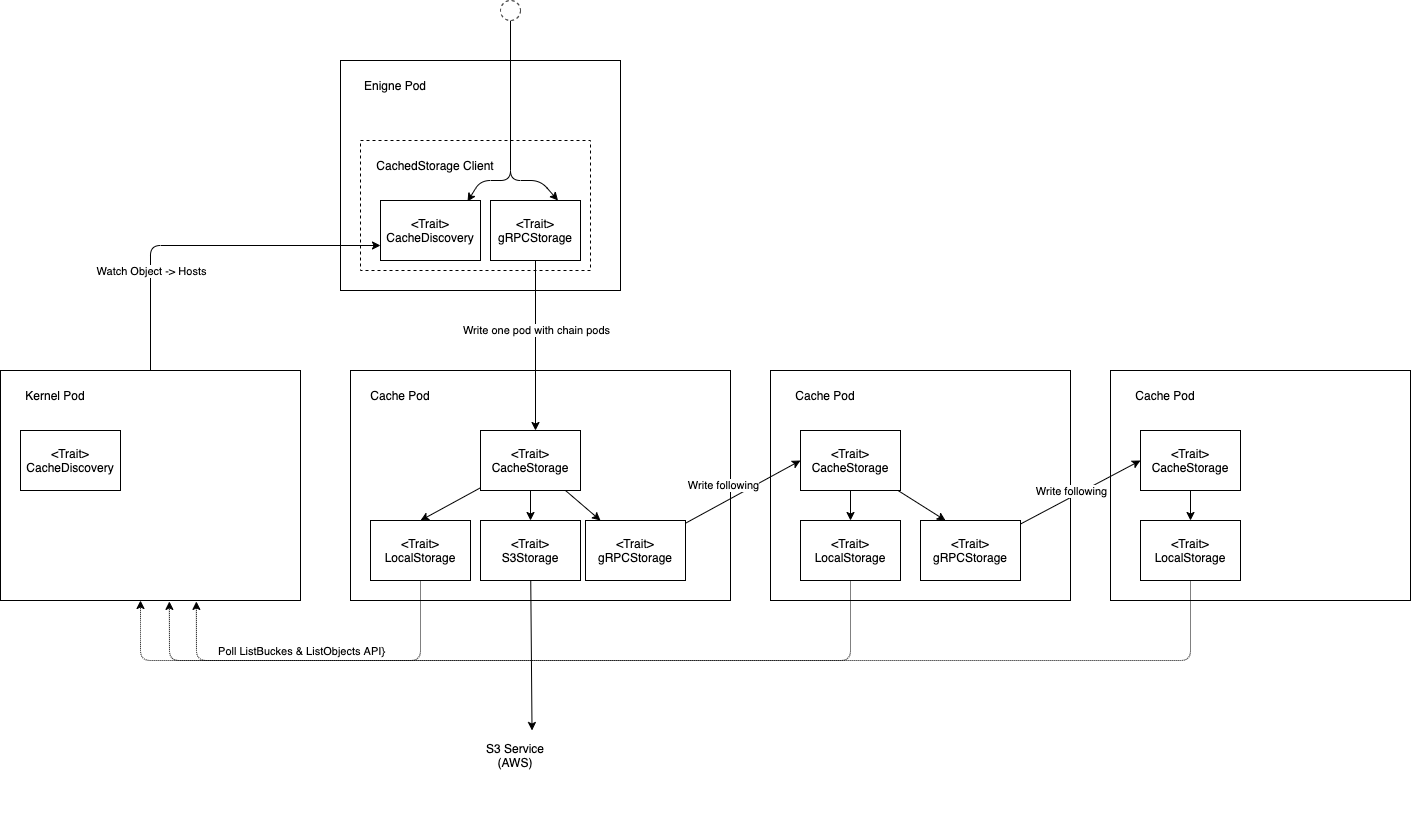 Enigne Pod
CachedStorage Client
<Trait>
CacheDiscovery
<Trait>
gRPCStorage
Watch Object -> Hosts
Write one pod with chain pods
Kernel Pod
<Trait>
CacheDiscovery
Cache Pod
<Trait>
CacheStorage
<Trait>
LocalStorage
<Trait>
S3Storage
<Trait>
gRPCStorage
Write following
Cache Pod
<Trait>
CacheStorage
<Trait>
LocalStorage
<Trait>
gRPCStorage
Write following
Cache Pod
<Trait>
CacheStorage
<Trait>
LocalStorage
Poll ListBuckes & ListObjects API}
S3 Service
(AWS)